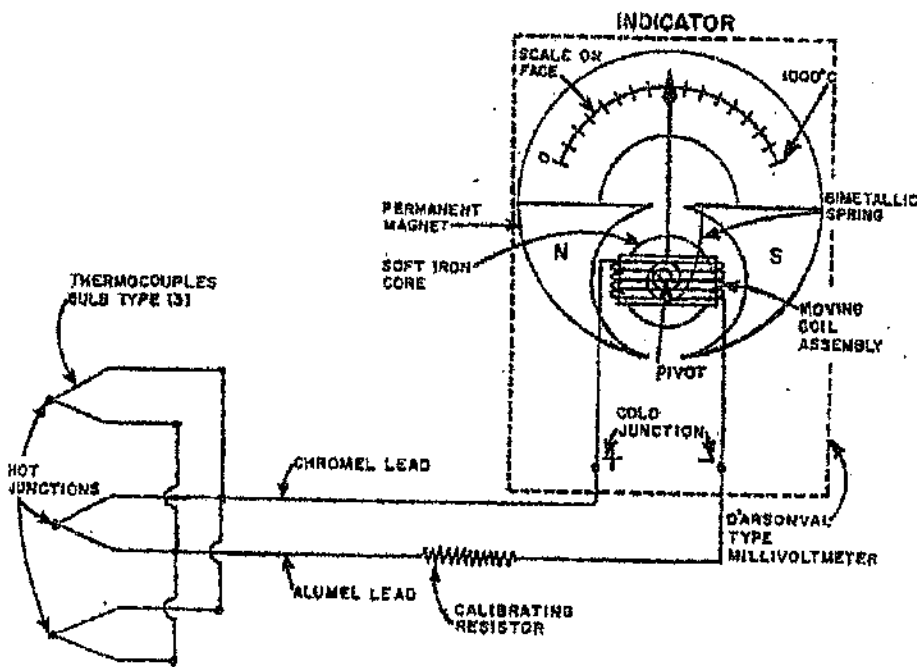 INDICATOR
SCALE ON
FACE
1000°C
0
PERMANENT
MAGNET
BIMETALLIC
SPRING
N
S
SOFT IRON
CORE
THERMOCOUPLES
BULB TYPE (3)
MOVING
COIL
ASSEMBLY
PIVOT
COLD
JUNCTION
+
-
HOT
JUNCTIONS
CHROMEL LEAD
D'ARSONVAL
TYPE
MILLIVOLTMETER
ALUMEL LEAD
CALIBRATING
RESISTOR